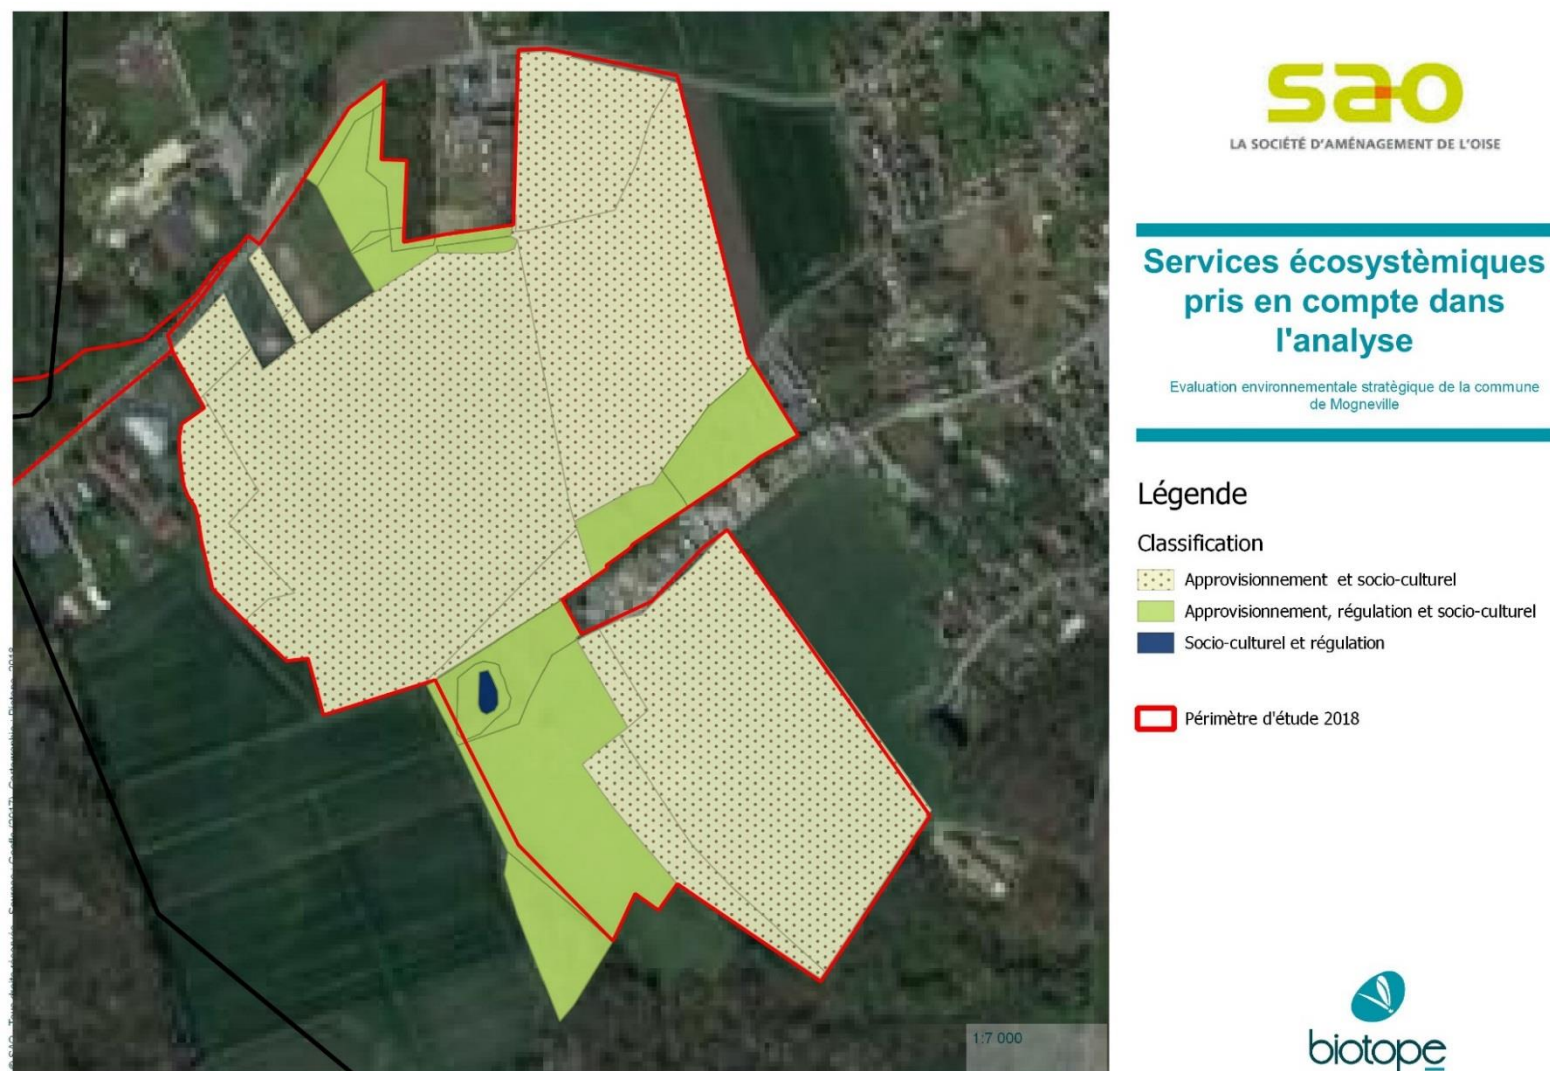 sao
LA SOCIÉTÉ D'AMÉNAGEMENT DE L'OISE
Services écosystèmiques
pris en compte dans
l'analyse
Evaluation environnementale stratégique de la commune
de Mogneville
Légende
Classification
Approvisionnement et socio-culturel
Approvisionnement, régulation et socio-culturel
Socio-culturel et régulation
Périmètre d'étude 2018
1:7 000
biotope